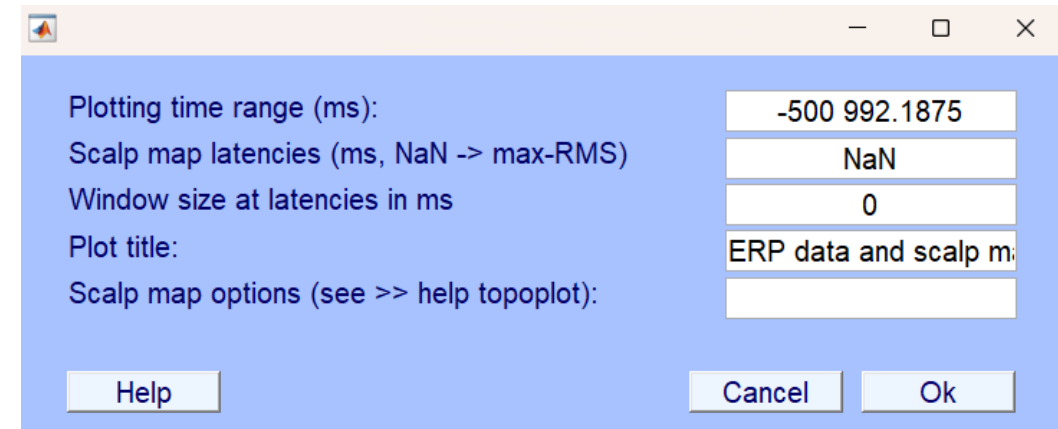 Plotting time range (ms): -500 992.1875
Scalp map latencies (ms, NaN -> max-RMS) NaN
Window size at latencies in ms 0
Plot title: ERP data and scalp
Scalp map options (see >> help topoplot):
Help Cancel Ok